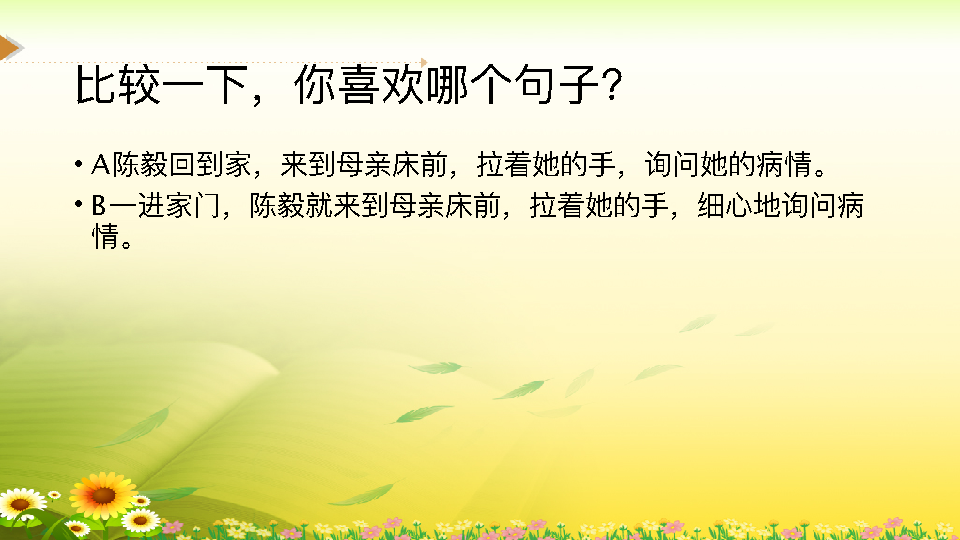 比较一下，你喜欢哪个句子？
• A陈毅回到家，来到母亲床前，拉着她的手，询问她的病情。
• B一进家门，陈毅就来到母亲床前，拉着她的手，细心地询问病
情。